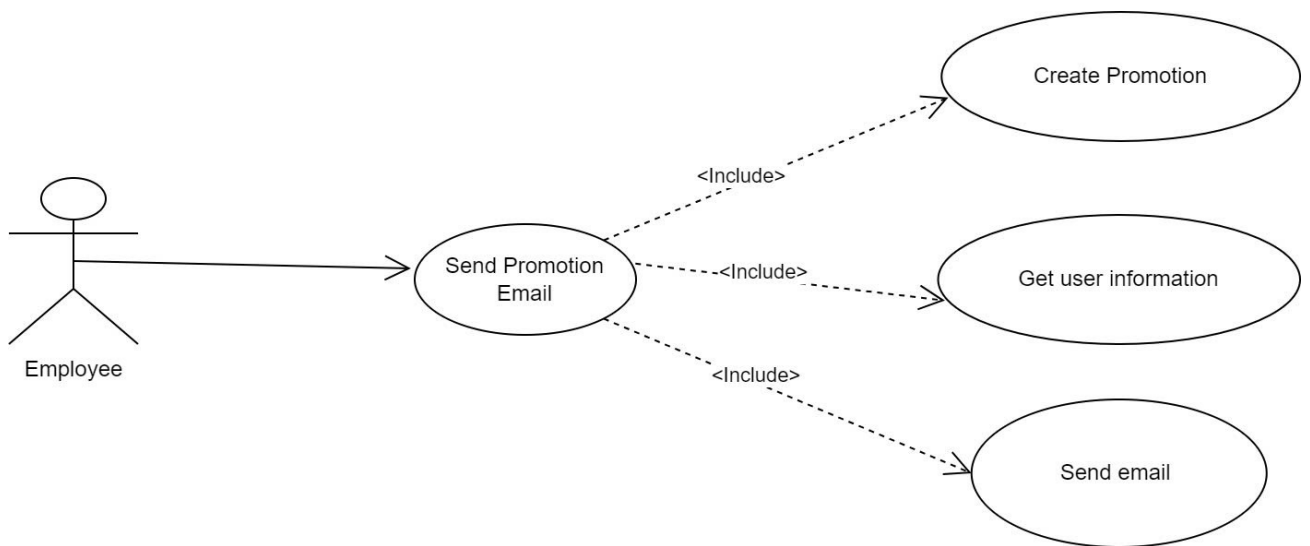 Create Promotion
<Include>
Send Promotion
Email
<Include>
Get user information
Employee
<Include>
Send email